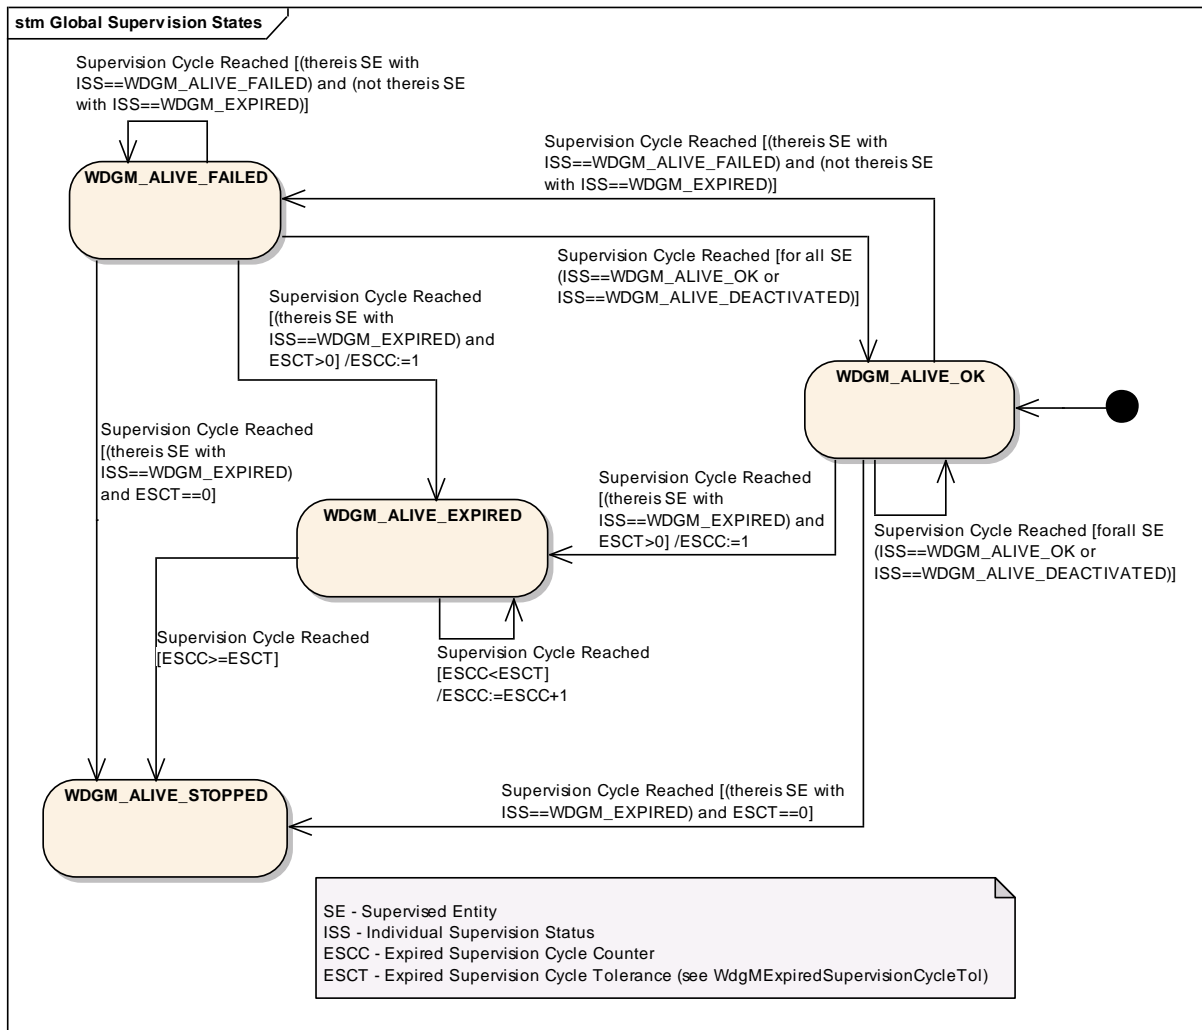 stm Global Supervision States
Supervision Cycle Reached [(thereis SE with
ISS==WDGM_ALIVE_FAILED) and (not thereis SE
with ISS==WDGM_EXPIRED)]
Supervision Cycle Reached [(thereis SE with
ISS==WDGM_ALIVE_FAILED) and (not thereis SE
with ISS==WDGM_EXPIRED)]
WDGM_ALIVE_FAILED
Supervision Cycle Reached [for all SE
(ISS==WDGM_ALIVE_OK or
ISS==WDGM_ALIVE_DEACTIVATED)]
Supervision Cycle Reached
[(thereis SE with
ISS==WDGM_EXPIRED) and
ESCT>0] /ESCC:=1
WDGM_ALIVE_OK
Supervision Cycle Reached
[(thereis SE with
ISS==WDGM_EXPIRED)
and ESCT==0]
Supervision Cycle Reached
[(thereis SE with
ISS==WDGM_EXPIRED) and
ESCT>0] /ESCC:=1
WDGM_ALIVE_EXPIRED
Supervision Cycle Reached [forall SE
(ISS==WDGM_ALIVE_OK or
ISS==WDGM_ALIVE_DEACTIVATED)]
Supervision Cycle Reached
[ESCC>=ESCT]
Supervision Cycle Reached
[ESCC<ESCT]
/ESCC:=ESCC+1
WDGM_ALIVE_STOPPED
Supervision Cycle Reached [(thereis SE with
ISS==WDGM_EXPIRED) and ESCT==0]
SE - Supervised Entity
ISS - Individual Supervision Status
ESCC - Expired Supervision Cycle Counter
ESCT - Expired Supervision Cycle Tolerance (see WdgMExpiredSupervisionCycleTol)